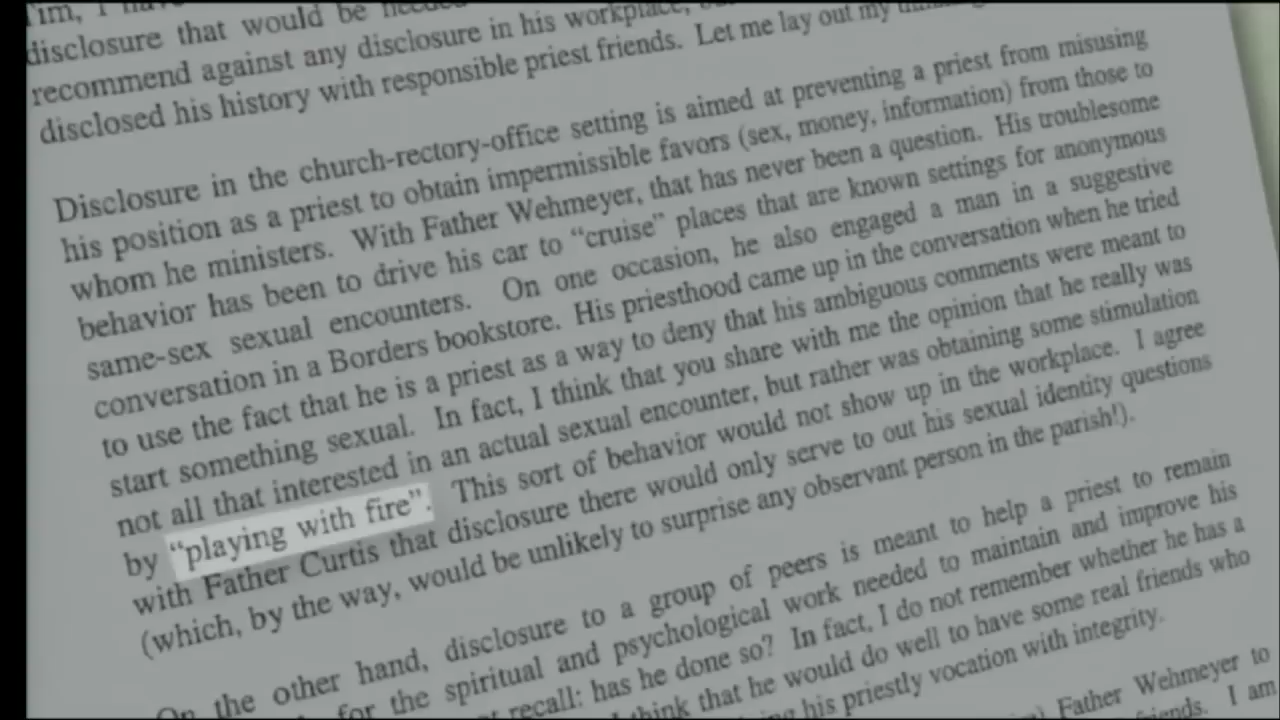 Tim, I have
disclosure that would be needed
recommend against any disclosure in his workplace,
disclosed his history with responsible priest friends. Let me lay out my
Disclosure in the church-rectory-office setting is aimed at preventing a priest from misusing
his position as a priest to obtain impermissible favors (sex, money, information) from those to
whom he ministers. With Father Wehmeyer, that has never been a question. His troublesome
behavior has been to drive his car to “cruise” places that are known settings for anonymous
same-sex sexual encounters. On one occasion, he also engaged a man in a suggestive
conversation in a Borders bookstore. His priesthood came up in the conversation when he tried
to use the fact that he is a priest as a way to deny that his ambiguous comments were meant to
start something sexual. In fact, I think that you share with me the opinion that he really was
not all that interested in an actual sexual encounter, but rather was obtaining some stimulation
by “playing with fire”. This sort of behavior would not show up in the workplace. I agree
with Father Curtis that disclosure there would only serve to out his sexual identity questions
(which, by the way, would be unlikely to surprise any observant person in the parish!).
On the other hand, disclosure to a group of peers is meant to help a priest to remain
for the spiritual and psychological work needed to maintain and improve his
recall: has he done so? In fact, I do not remember whether he has a
think that he would do well to have some real friends who
his priestly vocation with integrity.
Father Wehmeyer to
I am